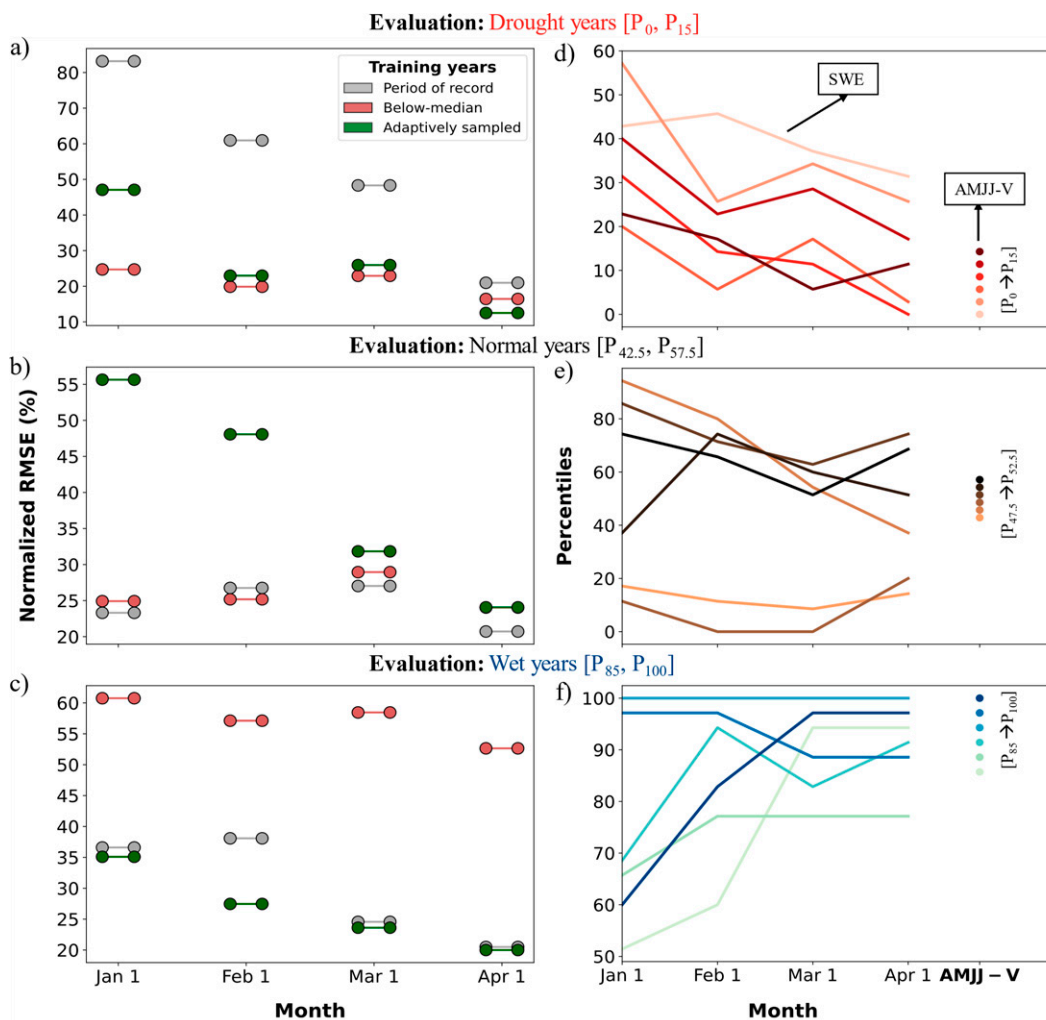 Evaluation: Drought years [P0, P15]
a)
80
70
60
50
40
30
20
10
Training years
Period of record
Below-median
Adaptively sampled
d)
60
50
40
30
20
10
0
SWE
AMJJ-V
[P0 → P15]
Evaluation: Normal years [P42.5, P57.5]
b)
Normalized RMSE (%)
55
50
45
40
35
30
25
20
e)
Percentiles
80
60
40
20
0
[P47.5 → P52.5]
Evaluation: Wet years [P85, P100]
c)
60
55
50
45
40
35
30
25
20
Jan 1 Feb 1 Mar 1 Apr 1
Month
f)
100
90
80
70
60
50
[P85 → P100]
Jan 1 Feb 1 Mar 1 Apr 1 AMJJ – V
Month